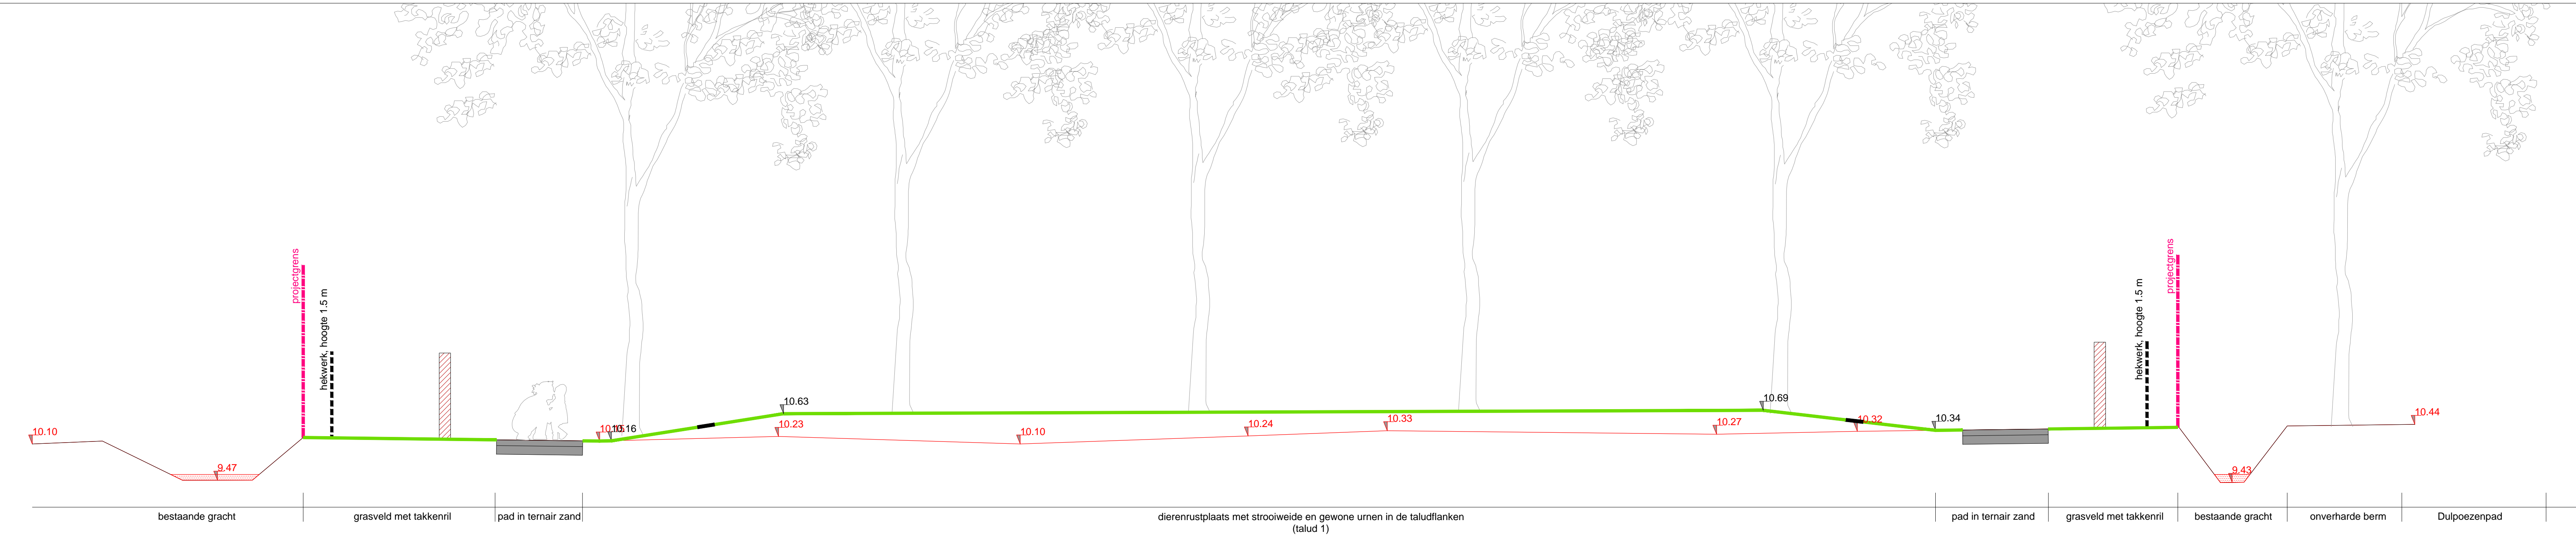 projectgrens
hekwerk, hoogte 1.5 m
projectgrens
hekwerk, hoogte 1.5 m
10.10
9.47
10.16
10.63
10.23
10.10
10.24
10.33
10.27
10.69
10.32
10.34
9.43
10.44
bestaande gracht
grasveld met takkenril
pad in ternair zand
dierenrustplaats met strooiweide en gewone urnen in de taludflanken
(talud 1)
pad in ternair zand
grasveld met takkenril
bestaande gracht
onverharde berm
Dulpoezenpad